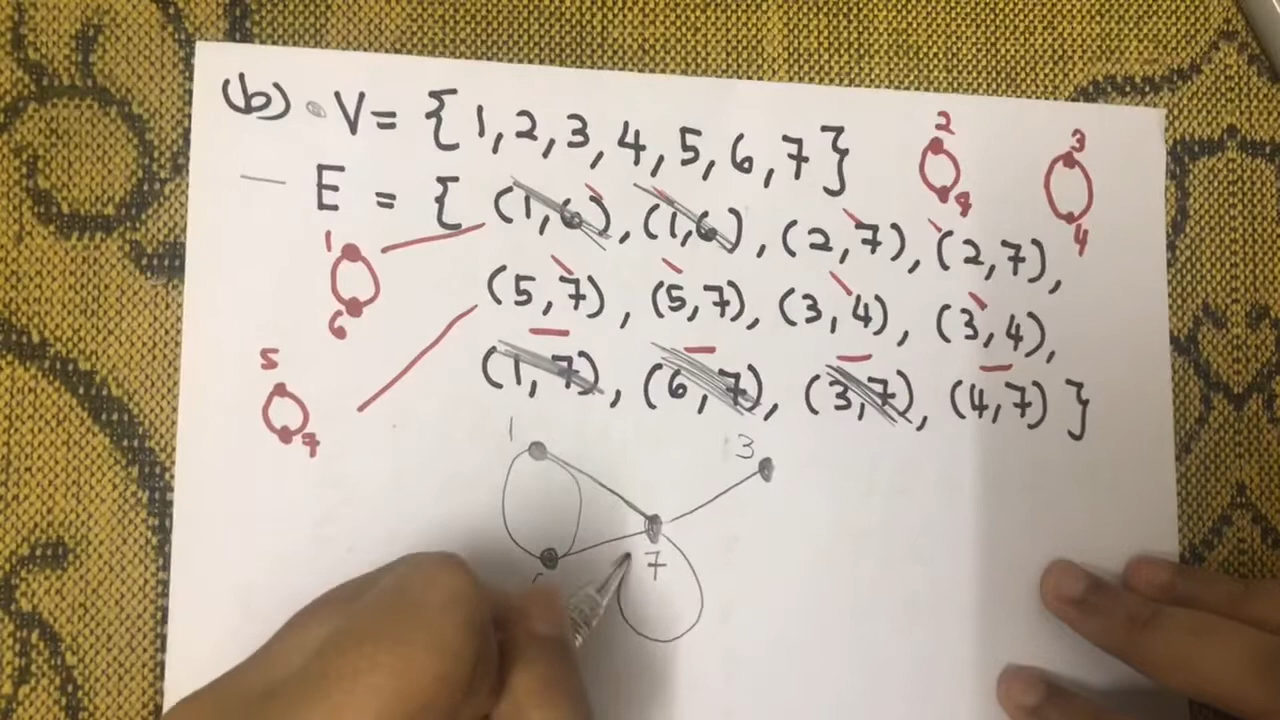 (b) V = {1, 2, 3, 4, 5, 6, 7}
E = { (1,6), (1,6), (2,7), (2,7),
(5,7), (5,7), (3,4), (3,4),
(1,7), (6,7), (3,7), (4,7) }
2
3
4
1
6
5
7
1
3
7